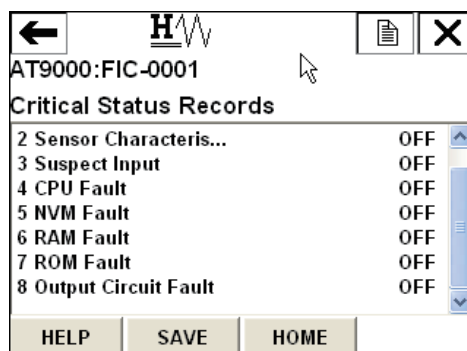 H
AT9000:FIC-0001
Critical Status Records
2 Sensor Characteris... OFF
3 Suspect Input OFF
4 CPU Fault OFF
5 NVM Fault OFF
6 RAM Fault OFF
7 ROM Fault OFF
8 Output Circuit Fault OFF
HELP SAVE HOME